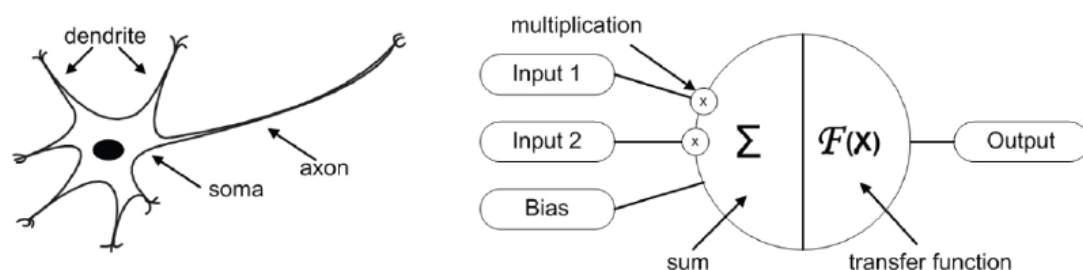 dendrite
axon
soma
multiplication
Input 1
x
Input 2
x
Σ
F(X)
Output
Bias
sum
transfer function